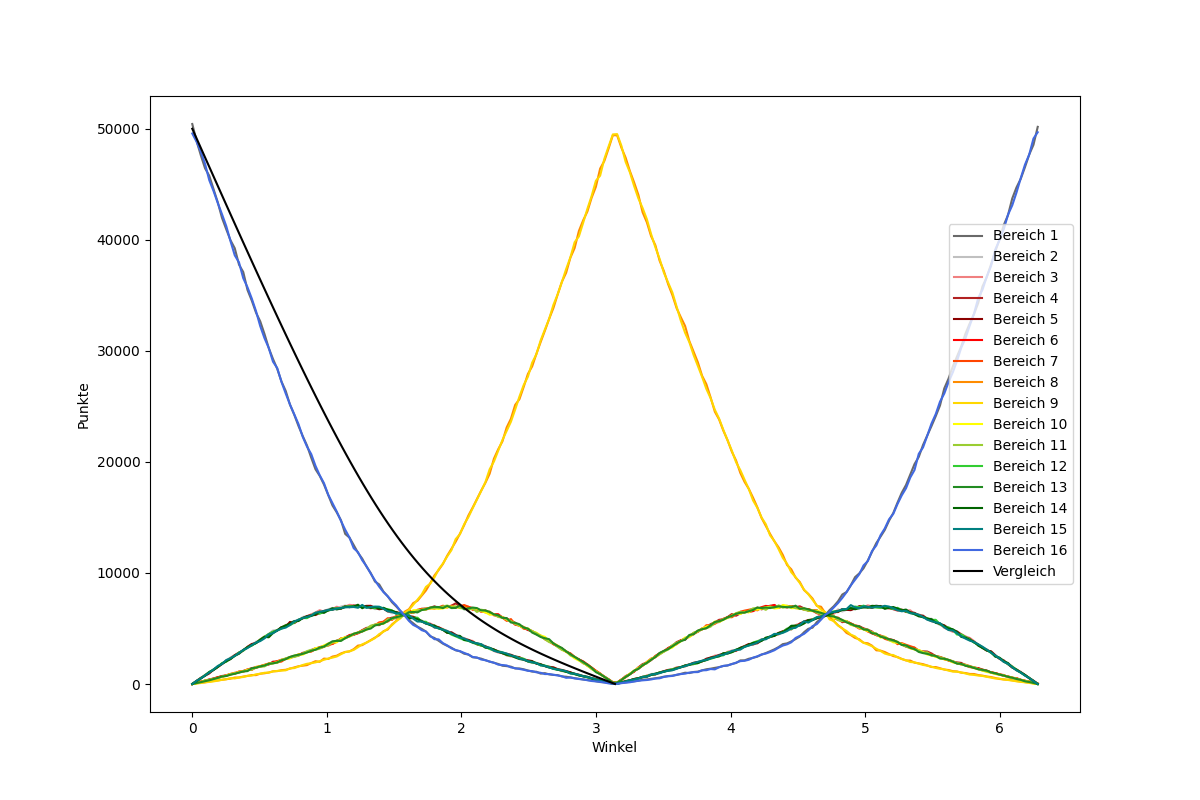 50000
40000
30000
20000
10000
0
Punkte
0 1 2 3 4 5 6
Winkel
Bereich 1
Bereich 2
Bereich 3
Bereich 4
Bereich 5
Bereich 6
Bereich 7
Bereich 8
Bereich 9
Bereich 10
Bereich 11
Bereich 12
Bereich 13
Bereich 14
Bereich 15
Bereich 16
Vergleich